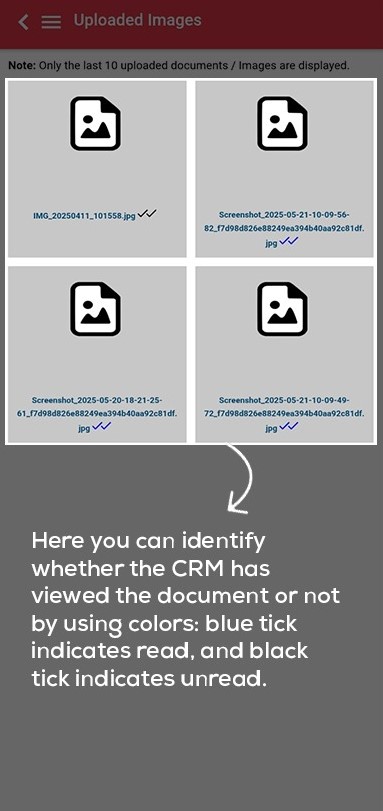 Uploaded Images
Note: Only the last 10 uploaded documents / Images are displayed.
IMG_20250411_101558.jpg
Screenshot_2025-05-21-10-09-56-
82_f7d98d826e88249ea394b40aa92c81df.
jpg
Screenshot_2025-05-20-18-21-25-
61_f7d98d826e88249ea394b40aa92c81df.
jpg
Screenshot_2025-05-21-10-09-49-
72_f7d98d826e88249ea394b40aa92c81df.
jpg
Here you can identify
whether the CRM has
viewed the document or not
by using colors: blue tick
indicates read, and black
tick indicates unread.